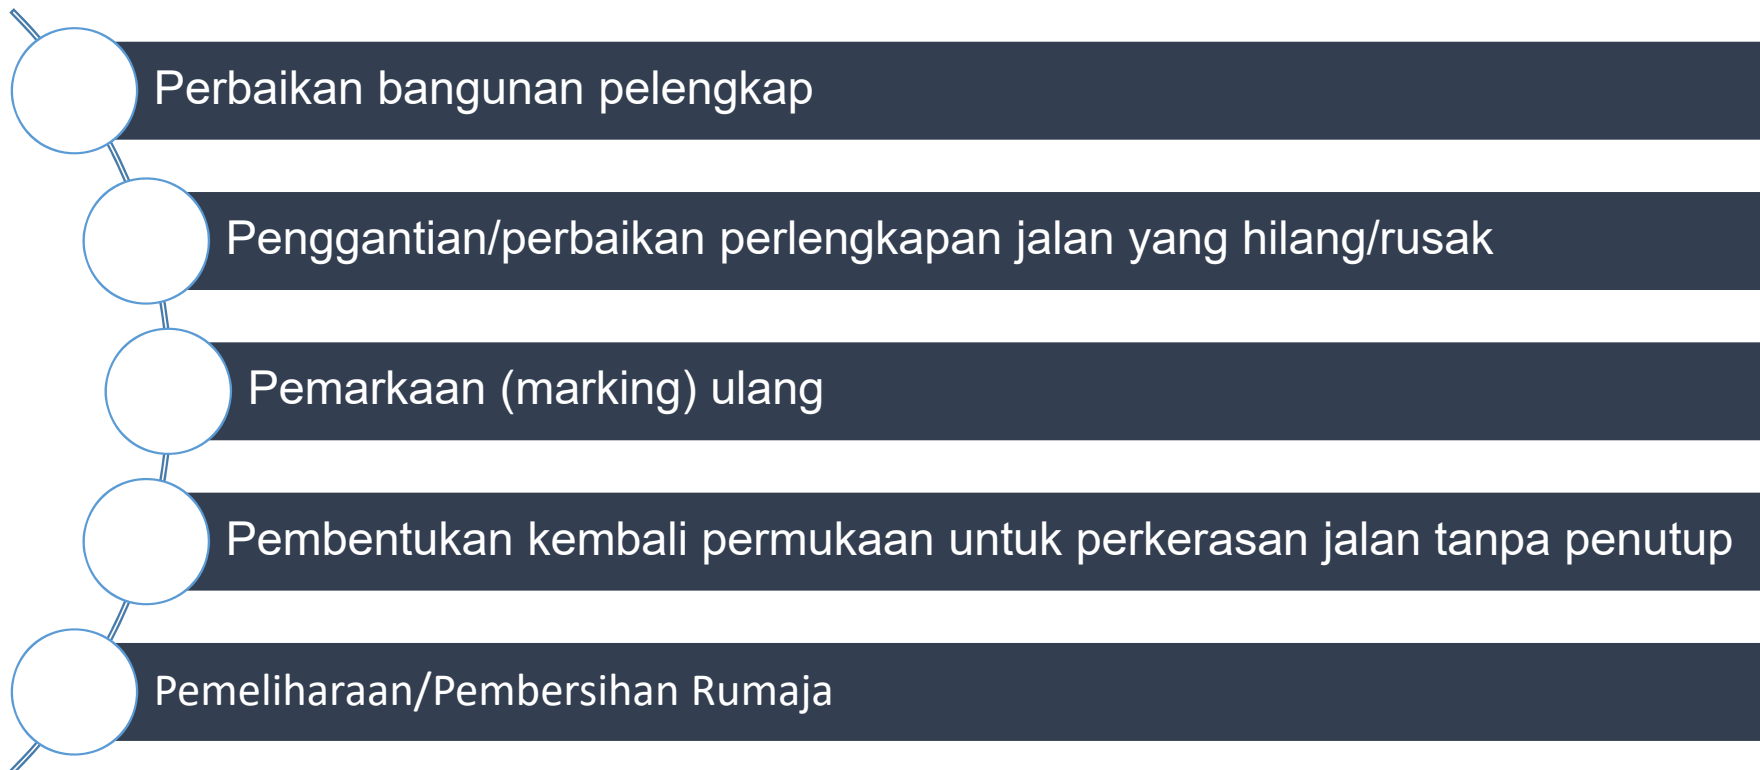 Perbaikan bangunan pelengkap
Penggantian/perbaikan perlengkapan jalan yang hilang/rusak
Pemarkaan (marking) ulang
Pembentukan kembali permukaan untuk perkerasan jalan tanpa penutup
Pemeliharaan/Pembersihan Rumaja